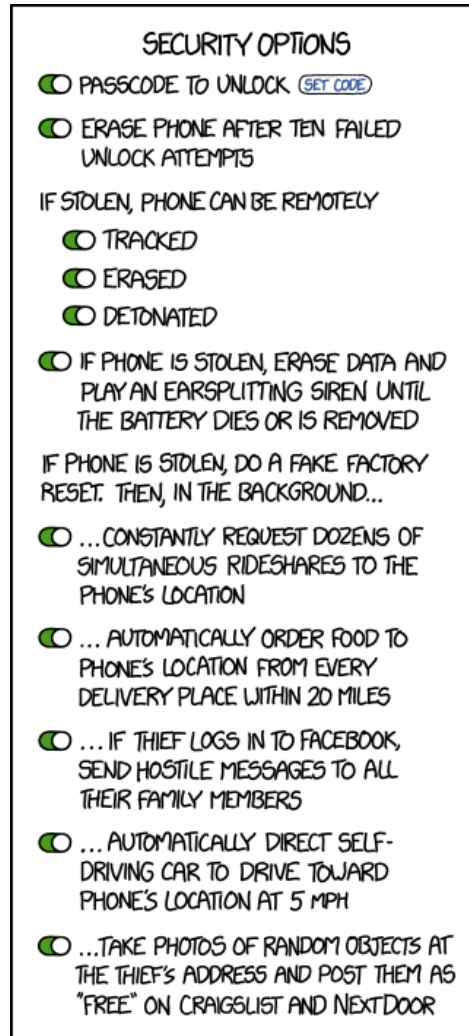 SECURITY OPTIONS
PASSCODE TO UNLOCK SET CODE
ERASE PHONE AFTER TEN FAILED
UNLOCK ATTEMPTS
IF STOLEN, PHONE CAN BE REMOTELY
TRACKED
ERASED
DETONATED
IF PHONE IS STOLEN, ERASE DATA AND
PLAY AN EARSPLITTING SIREN UNTIL
THE BATTERY DIES OR IS REMOVED
IF PHONE IS STOLEN, DO A FAKE FACTORY
RESET. THEN, IN THE BACKGROUND...
...CONSTANTLY REQUEST DOZENS OF
SIMULTANEOUS RIDESHARES TO THE
PHONE'S LOCATION
... AUTOMATICALLY ORDER FOOD TO
PHONE'S LOCATION FROM EVERY
DELIVERY PLACE WITHIN 20 MILES
... IF THIEF LOGS IN TO FACEBOOK,
SEND HOSTILE MESSAGES TO ALL
THEIR FAMILY MEMBERS
...AUTOMATICALLY DIRECT SELF-
DRIVING CAR TO DRIVE TOWARD
PHONE'S LOCATION AT 5 MPH
...TAKE PHOTOS OF RANDOM OBJECTS AT
THE THIEF'S ADDRESS AND POST THEM AS
"FREE" ON CRAIGSLIST AND NEXTDOOR